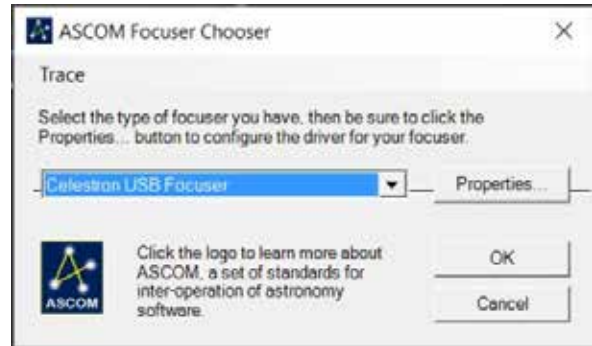 ASCOM Focuser Chooser
Trace
Select the type of focuser you have, then be sure to click the
Properties... button to configure the driver for your focuser.
Celestron USB Focuser
Properties...
Click the logo to learn more about
ASCOM, a set of standards for
inter-operation of astronomy
software.
ASCOM
OK
Cancel